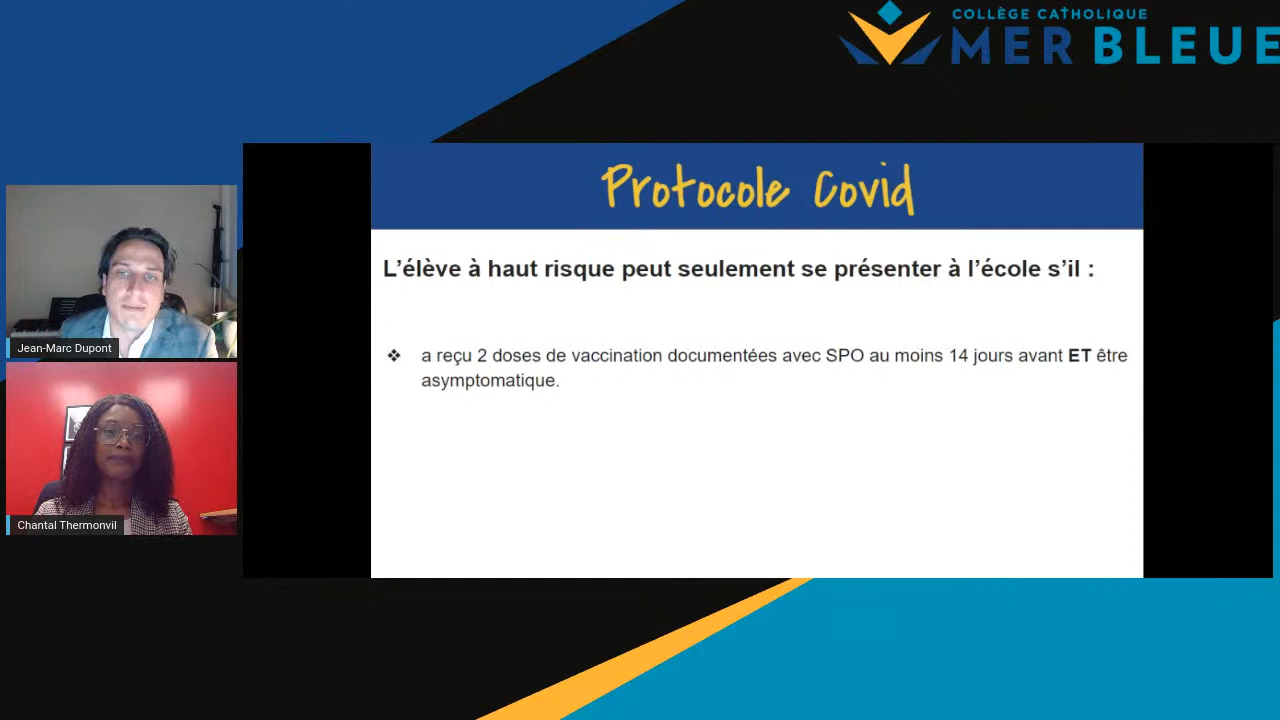 COLLÈGE CATHOLIQUE
MER BLEUE
Protocole Covid
L’élève à haut risque peut seulement se présenter à l’école s’il :
❖ a reçu 2 doses de vaccination documentées avec SPO au moins 14 jours avant ET être
asymptomatique.
Jean-Marc Dupont
Chantal Thermonvil